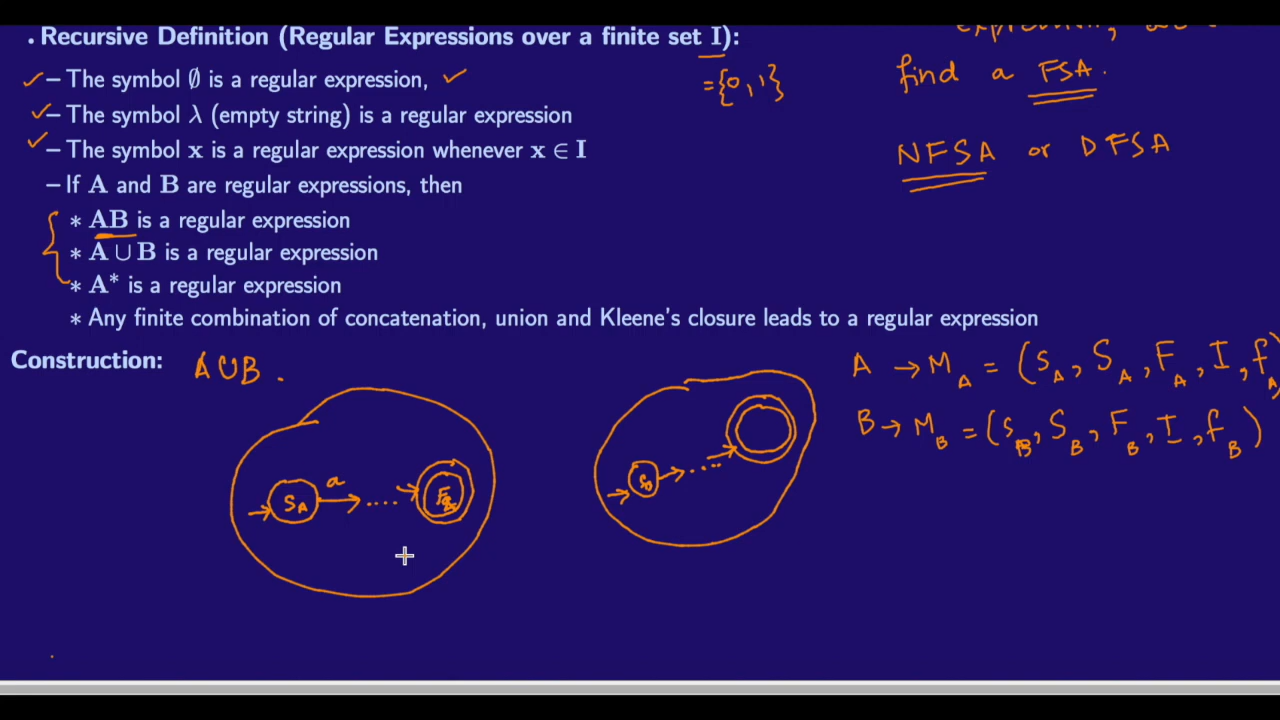 . Recursive Definition (Regular Expressions over a finite set I):
={0,1}
find a FSA.
NFSA or DFSA
– The symbol ∅ is a regular expression,
– The symbol λ (empty string) is a regular expression
– The symbol x is a regular expression whenever x ∈ I
– If A and B are regular expressions, then
* AB is a regular expression
* A ∪ B is a regular expression
* A* is a regular expression
* Any finite combination of concatenation, union and Kleene's closure leads to a regular expression
Construction: A∪B.
A → M_A = (s_A, S_A, F_A, I, f_A)
B → M_B = (s_B, S_B, F_B, I, f_B)
S_A a ....
....